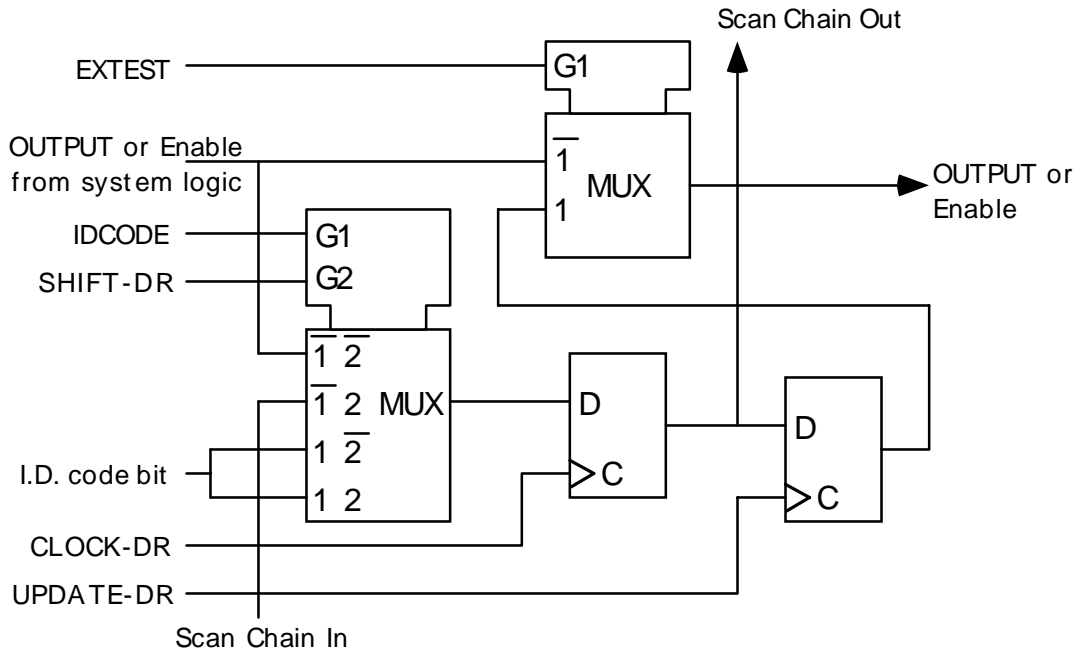 Scan Chain Out
EXTEST
G1
OUTPUT or Enable
from system logic
1
MUX
1
OUTPUT or
Enable
IDCODE
G1
SHIFT-DR
G2
1 2
1 2 MUX
1 2
1 2
D
C
D
C
I.D. code bit
CLOCK-DR
UPDATE-DR
Scan Chain In